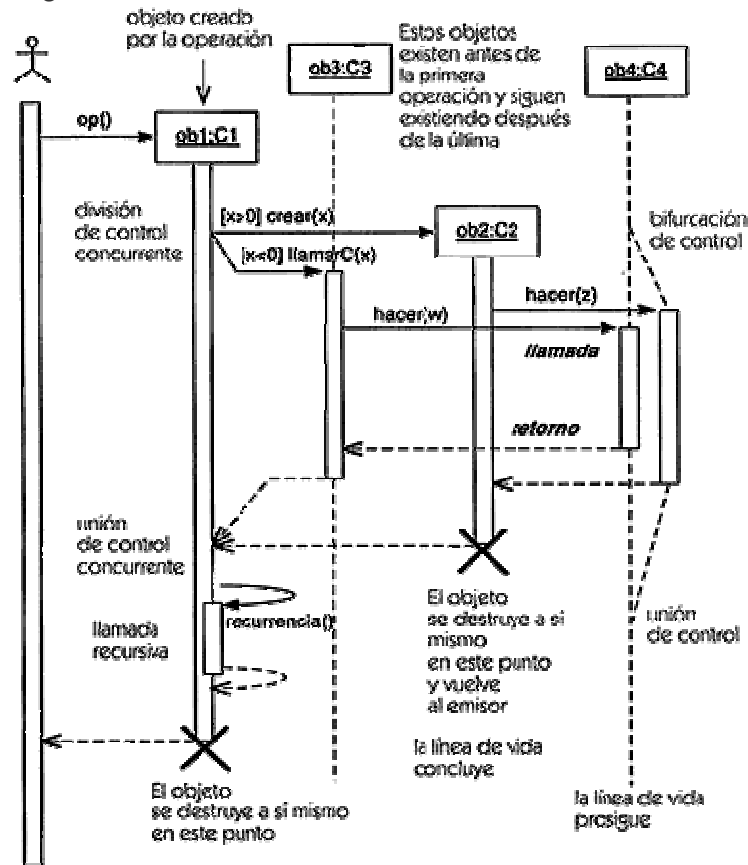 objeto creado
por la operación
ob3:C3
Estos objetos
existen antes de
la primera
operación y siguen
existiendo después
de la última
ob4:C4
op()
ob1:C1
división
de control
concurrente
[x>0] crear(x)
[x<0] llamarC(x)
ob2:C2
bifurcación
de control
hacer(z)
hacer(w)
llamada
retorno
unión
de control
concurrente
llamada
recursiva
recurrencia()
El objeto
se destruye a sí
mismo
en este punto
y vuelve
al emisor
unión
de control
la línea de vida
concluye
El objeto
se destruye a sí mismo
en este punto
la línea de vida
prosigue